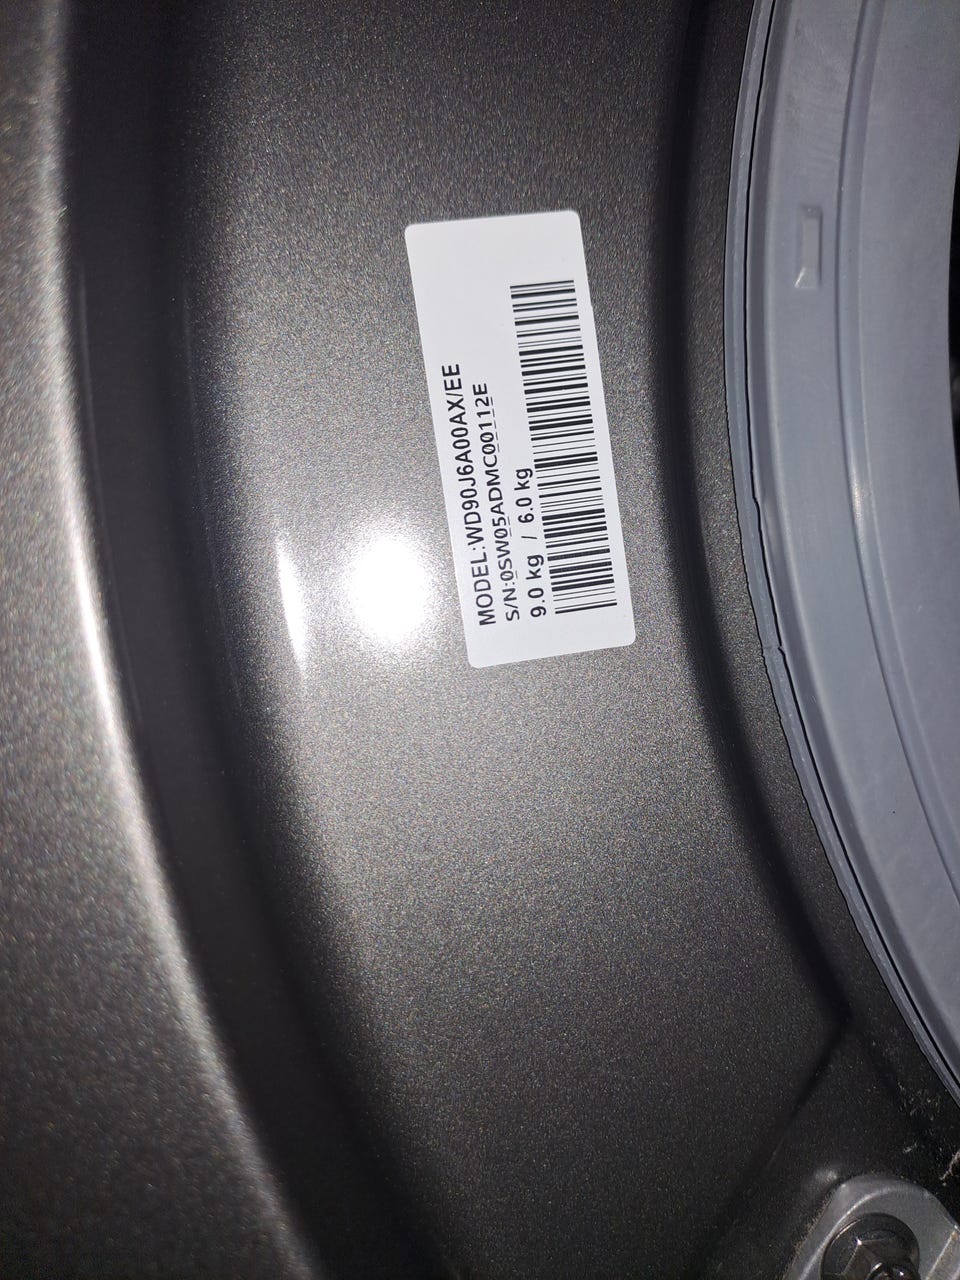 MODEL:WD90J6A00AX/EE
S/N:0SW05ADMC00112E
9.0 kg / 6.0 kg